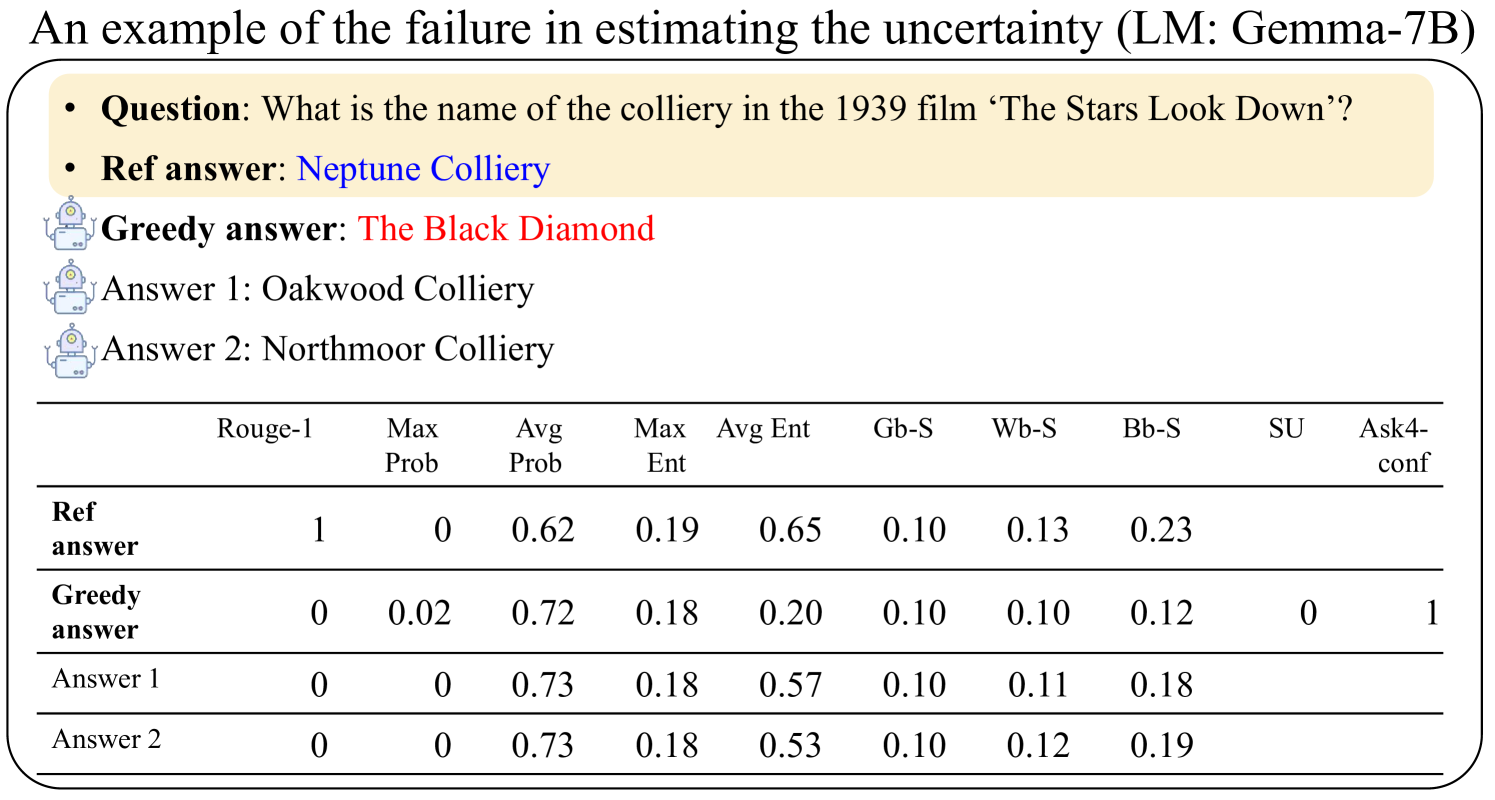 An example of the failure in estimating the uncertainty (LM: Gemma-7B)
• Question: What is the name of the colliery in the 1939 film ‘The Stars Look Down’?
• Ref answer: Neptune Colliery
Greedy answer: The Black Diamond
Answer 1: Oakwood Colliery
Answer 2: Northmoor Colliery
Rouge-1 Max Prob Avg Prob Max Ent Avg Ent Gb-S Wb-S Bb-S SU Ask4-conf
Ref answer 1 0 0.62 0.19 0.65 0.10 0.13 0.23
Greedy answer 0 0.02 0.72 0.18 0.20 0.10 0.10 0.12 0 1
Answer 1 0 0 0.73 0.18 0.57 0.10 0.11 0.18
Answer 2 0 0 0.73 0.18 0.53 0.10 0.12 0.19